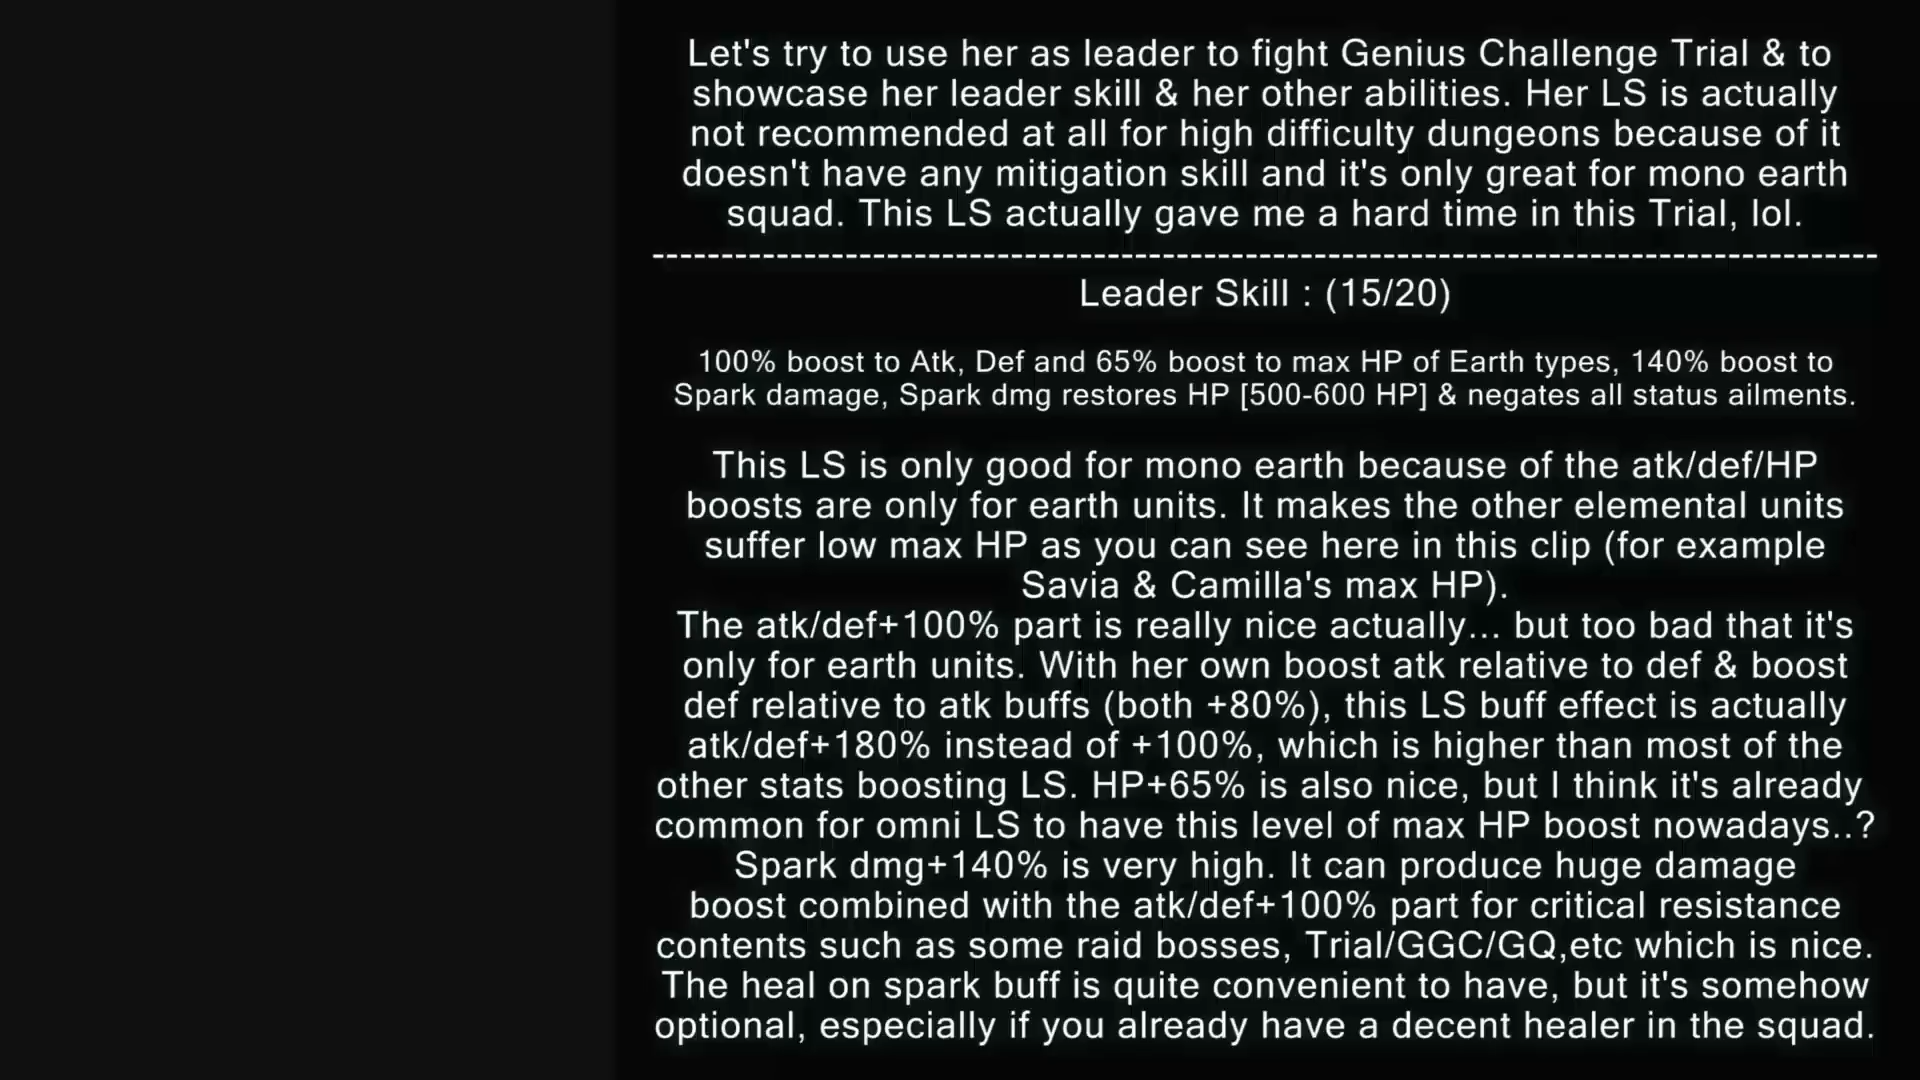 Let's try to use her as leader to fight Genius Challenge Trial & to
showcase her leader skill & her other abilities. Her LS is actually
not recommended at all for high difficulty dungeons because of it
doesn't have any mitigation skill and it's only great for mono earth
squad. This LS actually gave me a hard time in this Trial, lol.
------------------------------------------------------------------------------------------
Leader Skill : (15/20)
100% boost to Atk, Def and 65% boost to max HP of Earth types, 140% boost to
Spark damage, Spark dmg restores HP [500-600 HP] & negates all status ailments.
This LS is only good for mono earth because of the atk/def/HP
boosts are only for earth units. It makes the other elemental units
suffer low max HP as you can see here in this clip (for example
Savia & Camilla's max HP).
The atk/def+100% part is really nice actually... but too bad that it's
only for earth units. With her own boost atk relative to def & boost
def relative to atk buffs (both +80%), this LS buff effect is actually
atk/def+180% instead of +100%, which is higher than most of the
other stats boosting LS. HP+65% is also nice, but I think it's already
common for omni LS to have this level of max HP boost nowadays..?
Spark dmg+140% is very high. It can produce huge damage
boost combined with the atk/def+100% part for critical resistance
contents such as some raid bosses, Trial/GGC/GQ,etc which is nice.
The heal on spark buff is quite convenient to have, but it's somehow
optional, especially if you already have a decent healer in the squad.